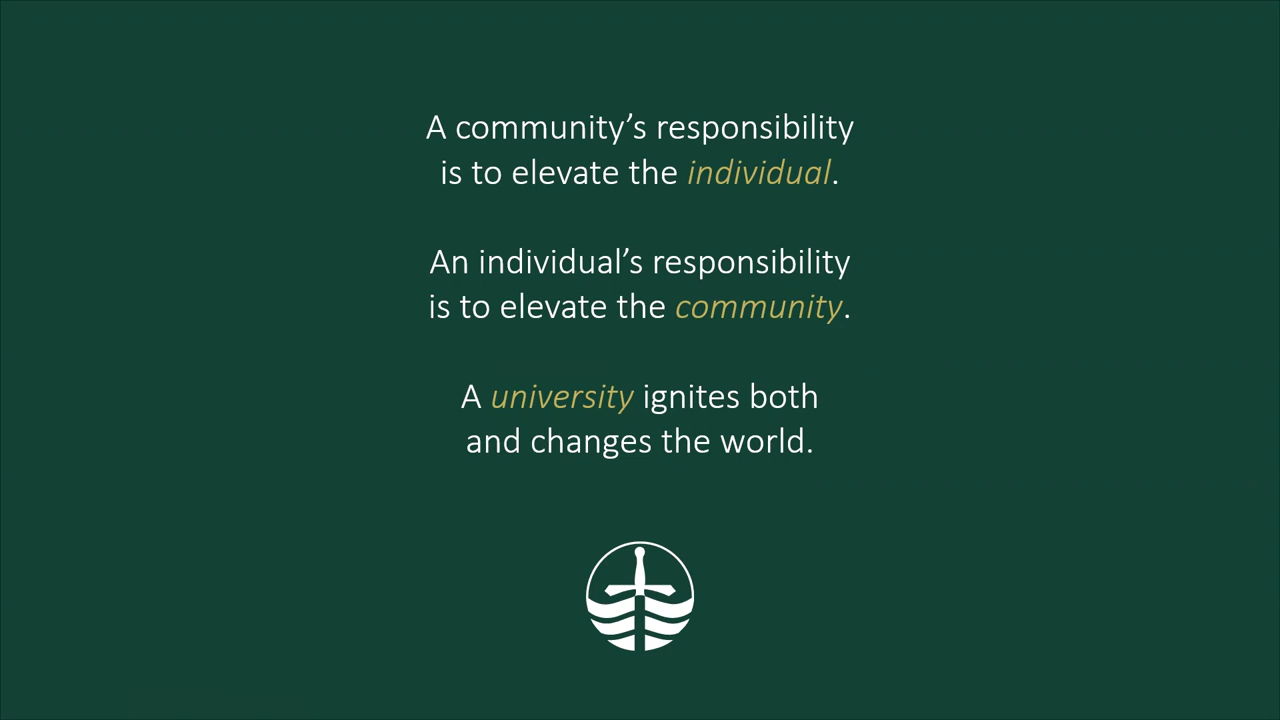 A community’s responsibility
is to elevate the individual.
An individual’s responsibility
is to elevate the community.
A university ignites both
and changes the world.